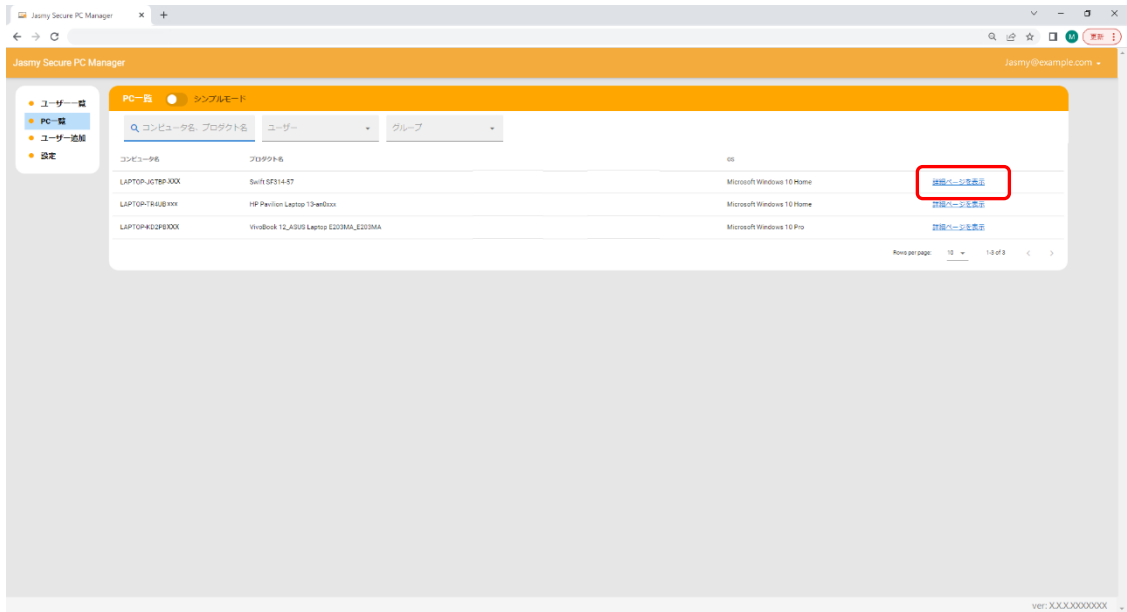 Jasmy Secure PC Manager
更新
Jasmy Secure PC Manager
Jasmy@example.com
ユーザー一覧
PC一覧
ユーザー追加
設定
PC一覧 シンプルモード
コンピュータ名、プロダクト名 ユーザー グループ
コンピュータ名 プロダクト名 OS
LAPTOP-JGTBP-XXX Swift SF314-57 Microsoft Windows 10 Home 詳細ページを表示
LAPTOP-TR4UBxxx HP Pavilion Laptop 13-an0xxx Microsoft Windows 10 Home 詳細ページを表示
LAPTOP-KD2P8XXX VivoBook 12_ASUS Laptop E203MA_E203MA Microsoft Windows 10 Pro 詳細ページを表示
Rows per page: 10 1-3 of 3
ver: X.X.X.XXXXXXX